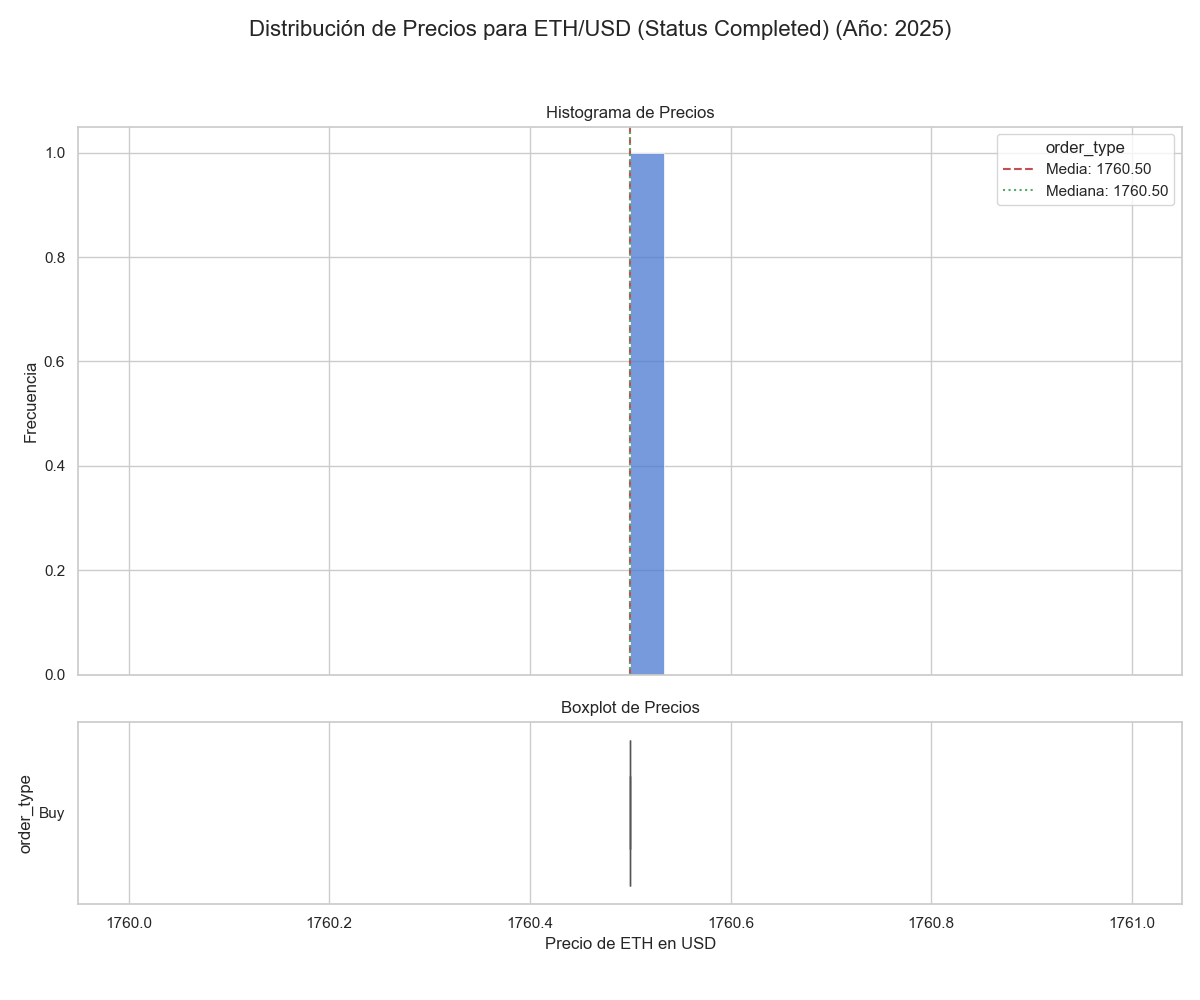 Distribución de Precios para ETH/USD (Status Completed) (Año: 2025)
Histograma de Precios
order_type
Media: 1760.50
Mediana: 1760.50
Frecuencia
1.0
0.8
0.6
0.4
0.2
0.0
Boxplot de Precios
order_type
Buy
1760.0
1760.2
1760.4
1760.6
1760.8
1761.0
Precio de ETH en USD